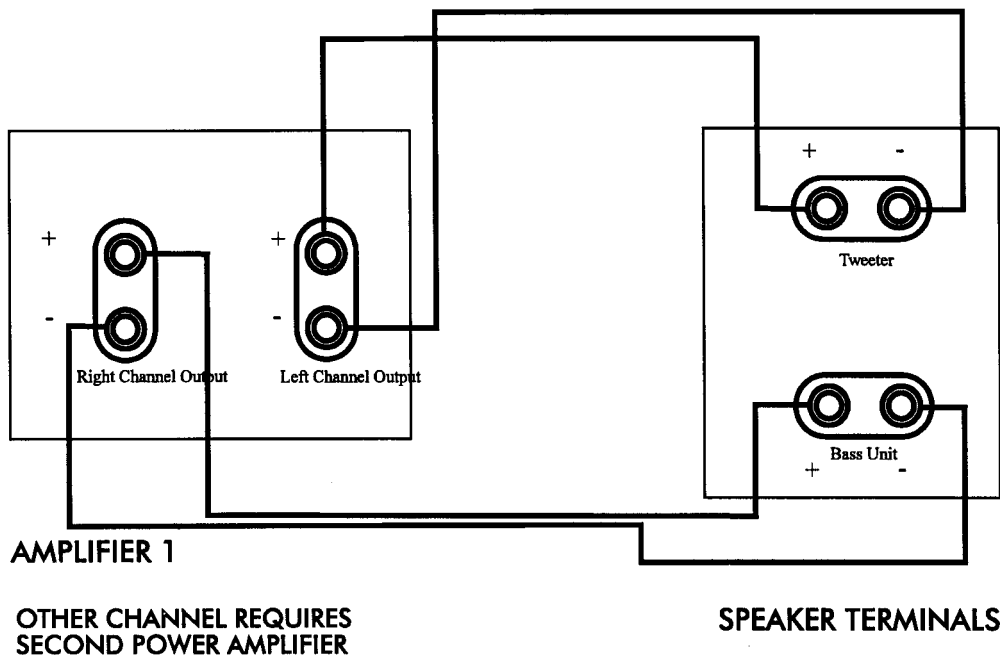 + -
Tweeter
+ +
- -
Right Channel Output Left Channel Output
Bass Unit
+ -
AMPLIFIER 1
OTHER CHANNEL REQUIRES
SECOND POWER AMPLIFIER
SPEAKER TERMINALS